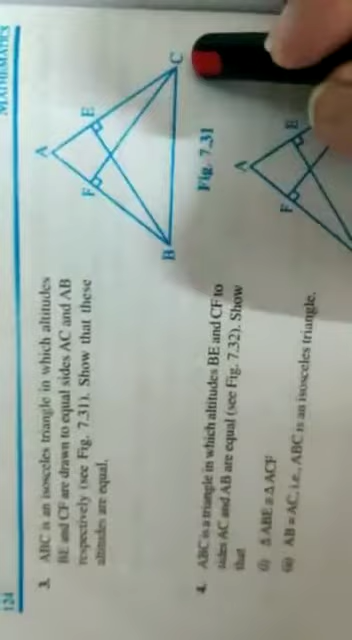 124
MATHEMATICS
3. ABC is an isosceles triangle in which altitudes
BE and CF are drawn to equal sides AC and AB
respectively (see Fig. 7.31). Show that these
altitudes are equal.
A
E
F
B
C
Fig. 7.31
4. ABC is a triangle in which altitudes BE and CF to
sides AC and AB are equal (see Fig. 7.32). Show
that
(i) Δ ABE ≅ Δ ACF
(ii) AB = AC, i.e., ABC is an isosceles triangle.
A
E
F